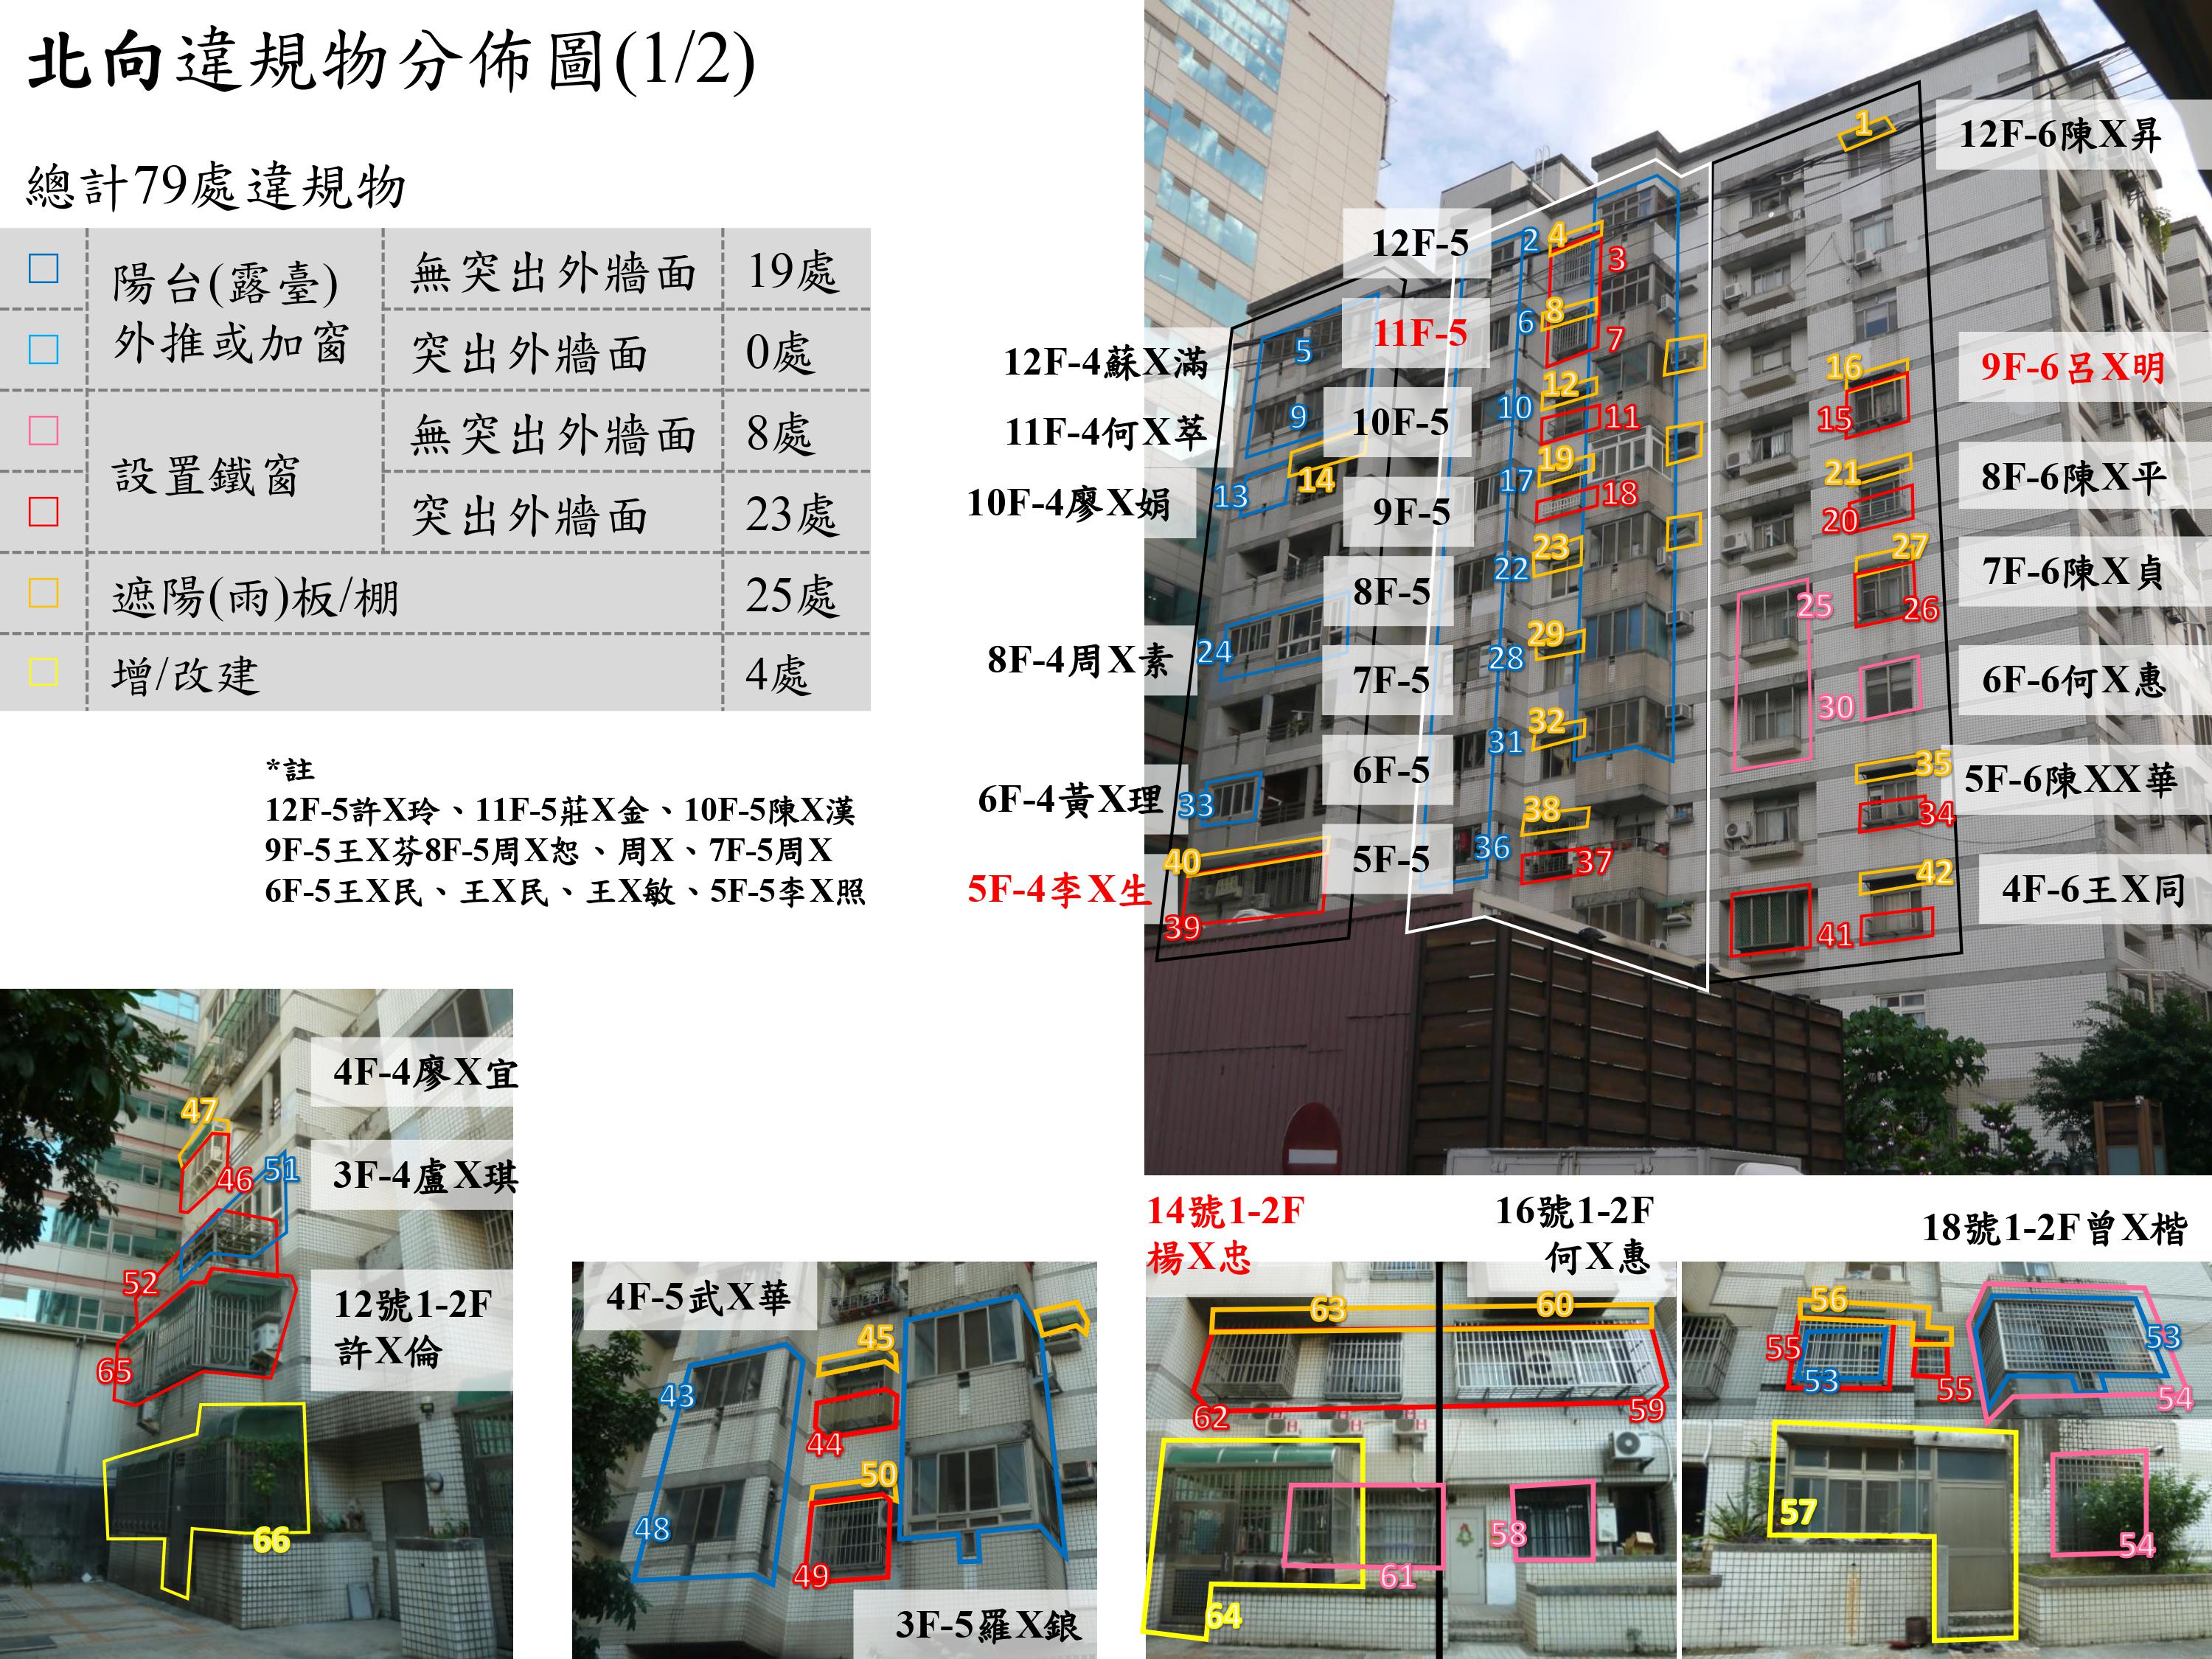 北向違規物分佈圖(1/2)
總計79處違規物
陽台(露臺)
外推或加窗
無突出外牆面 19處
突出外牆面 0處
設置鐵窗
無突出外牆面 8處
突出外牆面 23處
遮陽(雨)板/棚 25處
增/改建 4處
*註
12F-5許X玲、11F-5莊X金、10F-5陳X漢
9F-5王X芬8F-5周X恕、周X、7F-5周X
6F-5王X民、王X民、王X敏、5F-5李X照
12F-4蘇X滿
11F-4何X萃
10F-4廖X娟
8F-4周X素
6F-4黃X理
5F-4李X生
12F-5
11F-5
10F-5
9F-5
8F-5
7F-5
6F-5
5F-5
12F-6陳X昇
9F-6呂X明
8F-6陳X平
7F-6陳X貞
6F-6何X惠
5F-6陳XX華
4F-6王X同
1
2
4
3
5
6
8
7
9
10
12
11
13
14
16
15
17
19
18
21
20
22
23
24
25
27
26
28
29
30
31
32
33
35
34
36
38
37
40
39
42
41
4F-4廖X宜
3F-4盧X琪
12號1-2F
許X倫
47
46
51
52
65
66
4F-5武X華
43
45
44
50
48
49
3F-5羅X鋃
14號1-2F
楊X忠
16號1-2F
何X惠
63
60
62
59
58
61
64
18號1-2F曾X楷
56
55
53
55
53
54
57
54